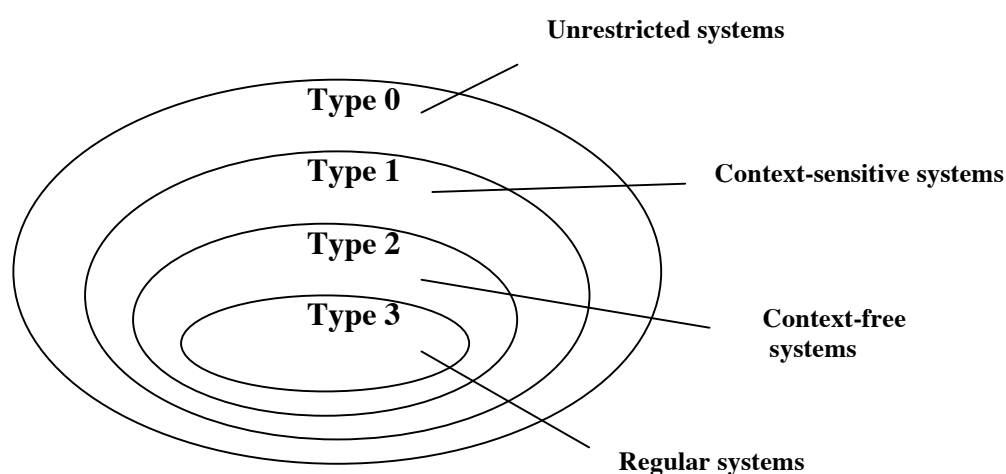 Unrestricted systems
Type 0
Type 1
Context-sensitive systems
Type 2
Type 3
Context-free
systems
Regular systems